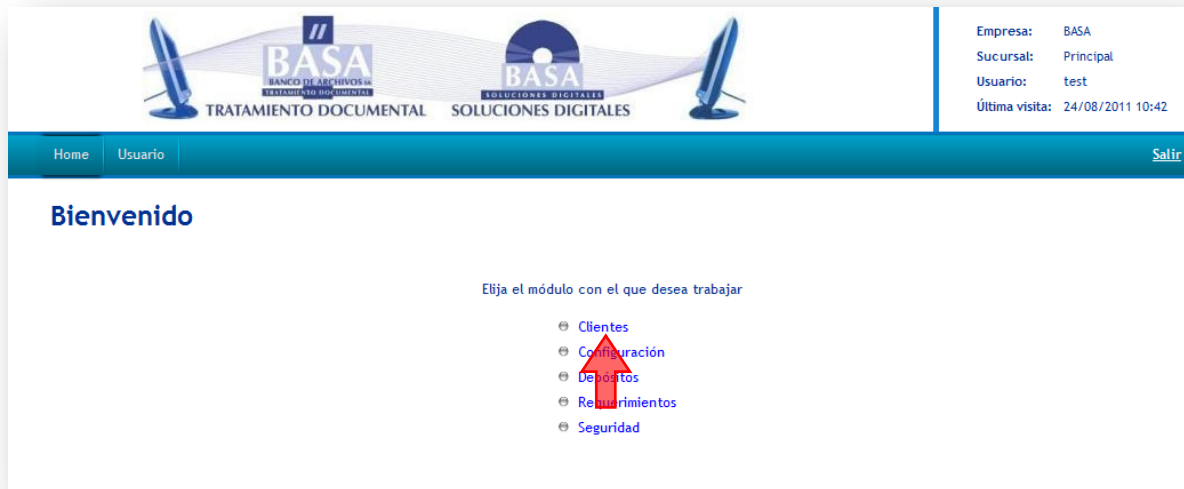 BASA
BANCO DE ARCHIVOS SA
TRATAMIENTO DOCUMENTAL
TRATAMIENTO DOCUMENTAL
BASA
SOLUCIONES DIGITALES
SOLUCIONES DIGITALES
Empresa: BASA
Sucursal: Principal
Usuario: test
Última visita: 24/08/2011 10:42
Home Usuario Salir
Bienvenido
Elija el módulo con el que desea trabajar
Clientes
Configuración
Depósitos
Requerimientos
Seguridad